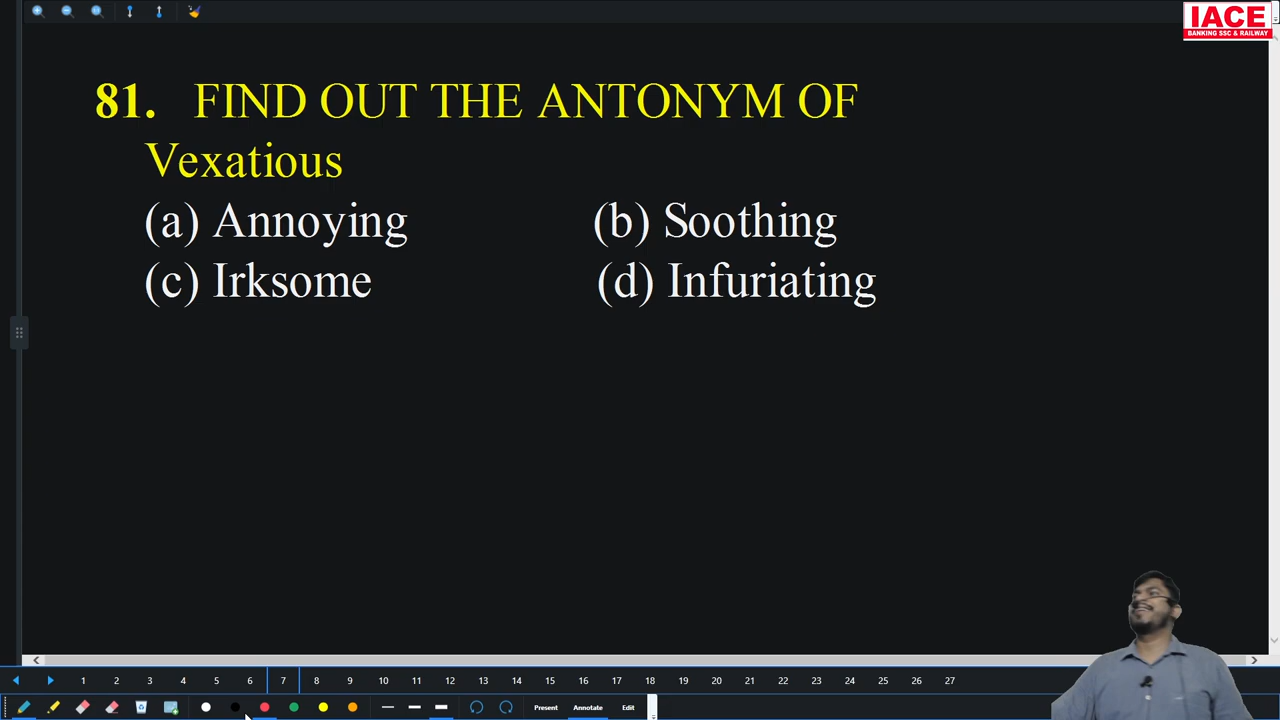 IACE
BANKING SSC & RAILWAY
81. FIND OUT THE ANTONYM OF
Vexatious
(a) Annoying (b) Soothing
(c) Irksome (d) Infuriating
1 2 3 4 5 6 7 8 9 10 11 12 13 14 15 16 17 18 19 20 21 22 23 24 25 26 27
Present Annotate Edit